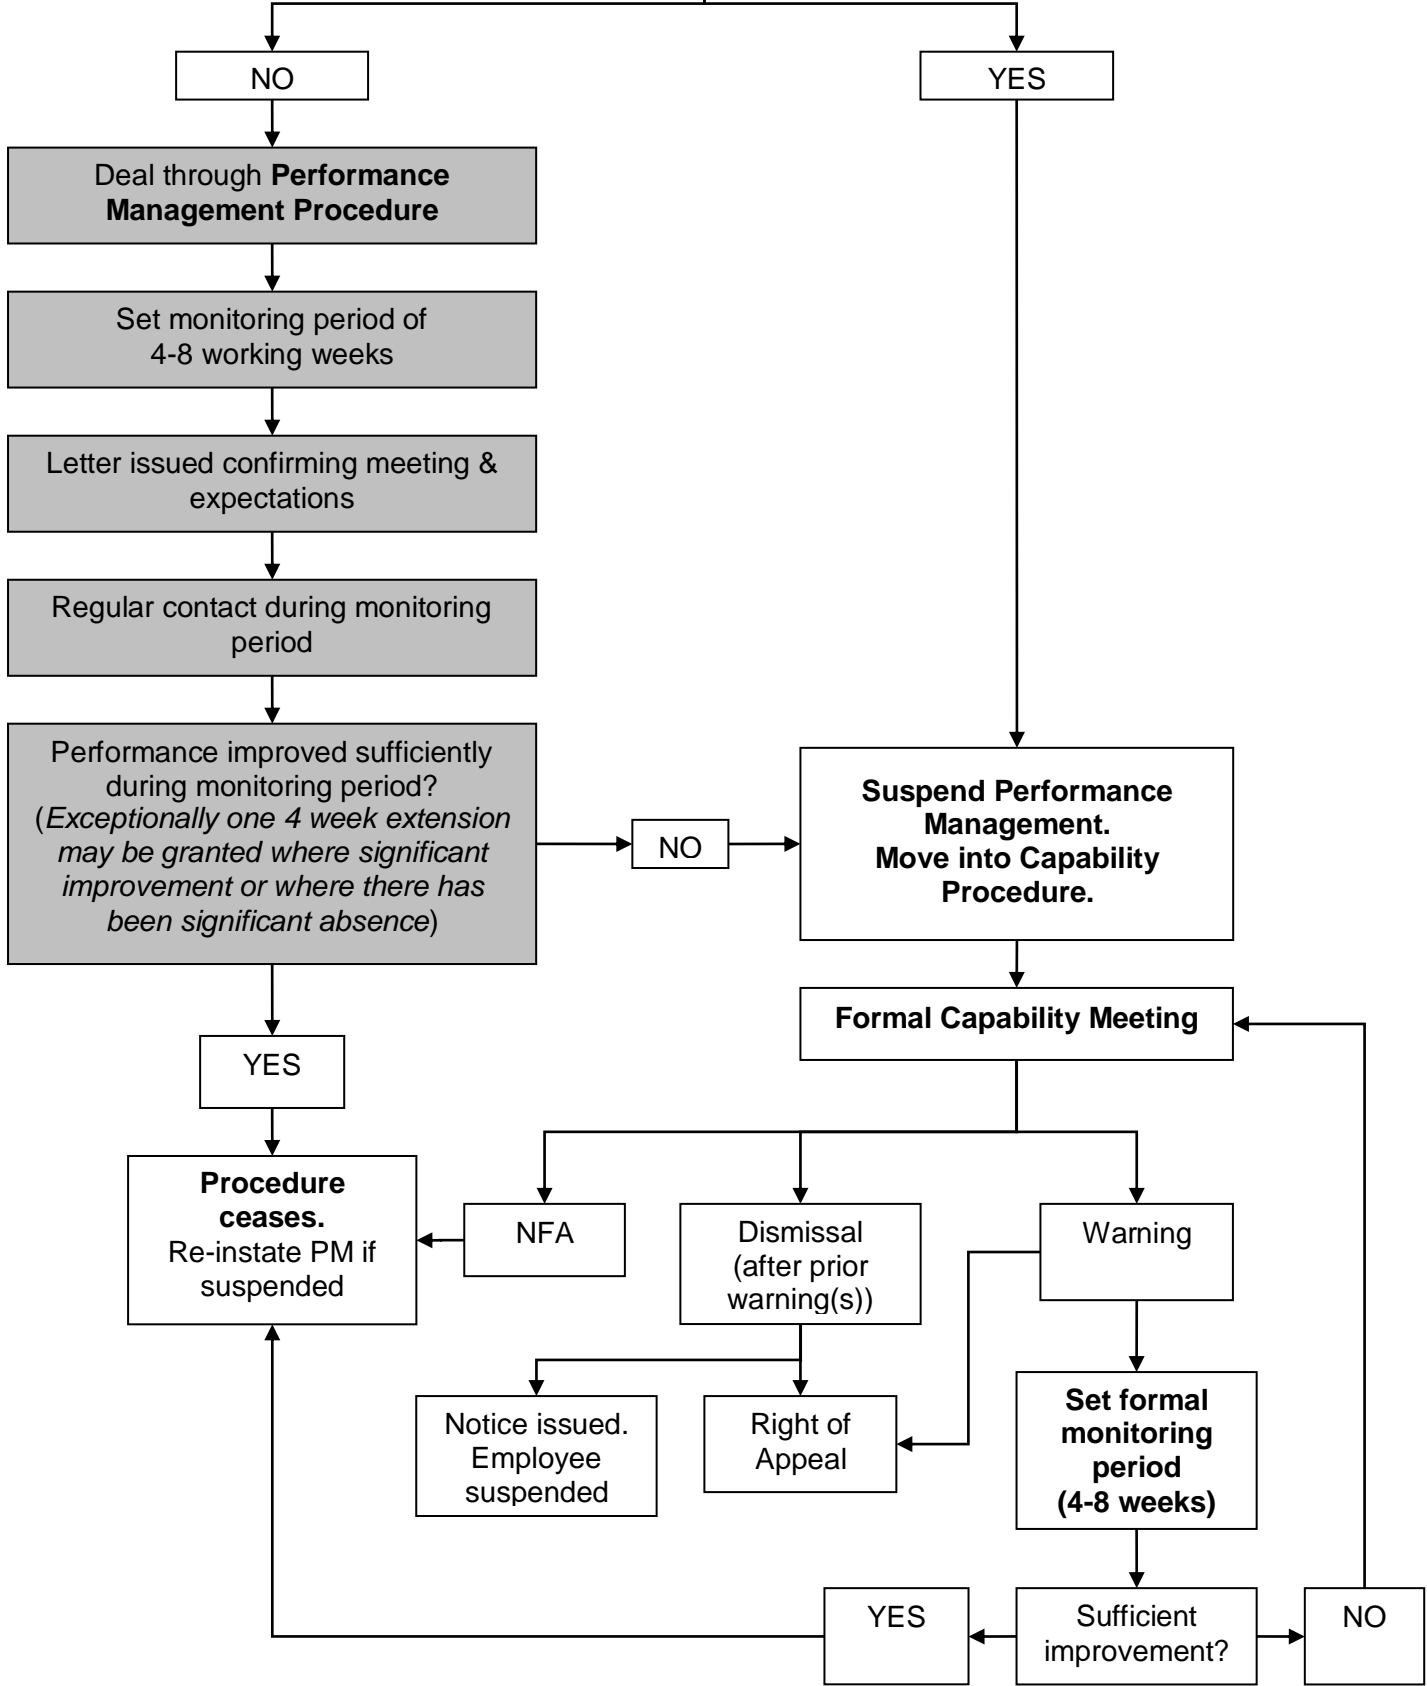 NO
YES
Deal through Performance
Management Procedure
Set monitoring period of
4-8 working weeks
Letter issued confirming meeting &
expectations
Regular contact during monitoring
period
Performance improved sufficiently
during monitoring period?
(Exceptionally one 4 week extension
may be granted where significant
improvement or where there has
been significant absence)
NO
Suspend Performance
Management.
Move into Capability
Procedure.
Formal Capability Meeting
YES
Procedure
ceases.
Re-instate PM if
suspended
NFA
Dismissal
(after prior
warning(s))
Warning
Notice issued.
Employee
suspended
Right of
Appeal
Set formal
monitoring
period
(4-8 weeks)
YES
Sufficient
improvement?
NO